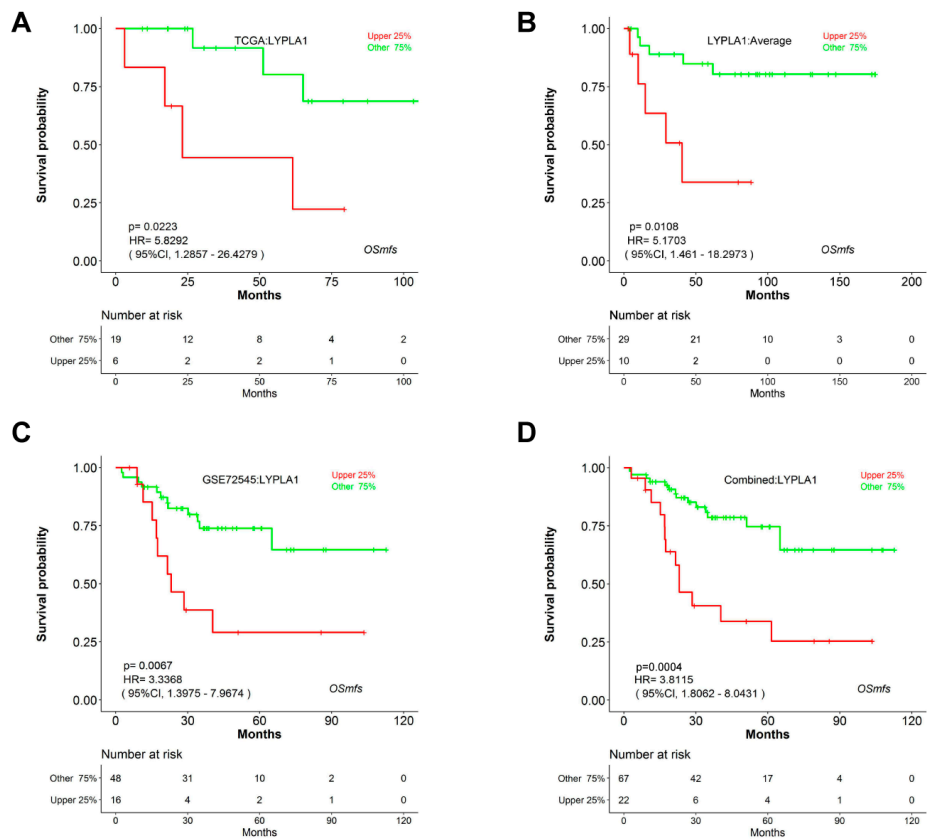 A
TCGA:LYPLA1
Upper 25%
Other 75%
Survival probability
1.00
0.75
0.50
0.25
0.00
p= 0.0223
HR= 5.8292
( 95%CI, 1.2857 - 26.4279 )
OSmfs
0 25 50 75 100
Months
Number at risk
Other 75% 19 12 8 4 2
Upper 25% 6 2 2 1 0
0 25 50 75 100
Months
B
LYPLA1:Average
Upper 25%
Other 75%
Survival probability
1.00
0.75
0.50
0.25
0.00
p= 0.0108
HR= 5.1703
( 95%CI, 1.461 - 18.2973 )
OSmfs
0 50 100 150 200
Months
Number at risk
Other 75% 29 21 10 3 0
Upper 25% 10 2 0 0 0
0 50 100 150 200
Months
C
GSE72545:LYPLA1
Upper 25%
Other 75%
Survival probability
1.00
0.75
0.50
0.25
0.00
p= 0.0067
HR= 3.3368
( 95%CI, 1.3975 - 7.9674 )
OSmfs
0 30 60 90 120
Months
Number at risk
Other 75% 48 31 10 2 0
Upper 25% 16 4 2 1 0
0 30 60 90 120
Months
D
Combined:LYPLA1
Upper 25%
Other 75%
Survival probability
1.00
0.75
0.50
0.25
0.00
p=0.0004
HR= 3.8115
( 95%CI, 1.8062 - 8.0431 )
OSmfs
0 30 60 90 120
Months
Number at risk
Other 75% 67 42 17 4 0
Upper 25% 22 6 4 1 0
0 30 60 90 120
Months